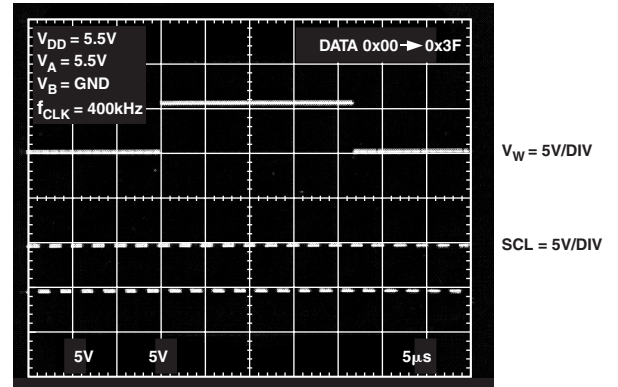 V_DD = 5.5V
V_A = 5.5V
V_B = GND
f_CLK = 400kHz
DATA 0x00 → 0x3F
V_W = 5V/DIV
SCL = 5V/DIV
5V 5V 5μs